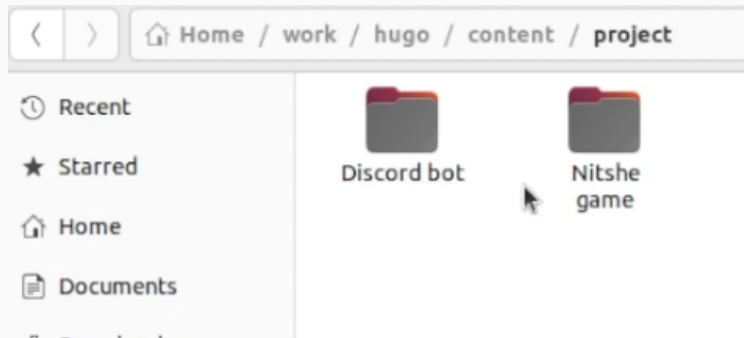 Home / work / hugo / content / project
Recent
Starred
Home
Documents
Discord bot
Nitshe
game